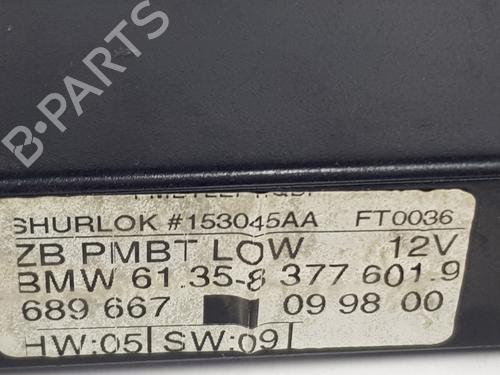 B-PARTS
SHURLOK #153045AA FT0036
ZB PMBT LOW 12V
BMW 61.35-8 377 601.9
689 667 09 98 00
HW:05 SW:09